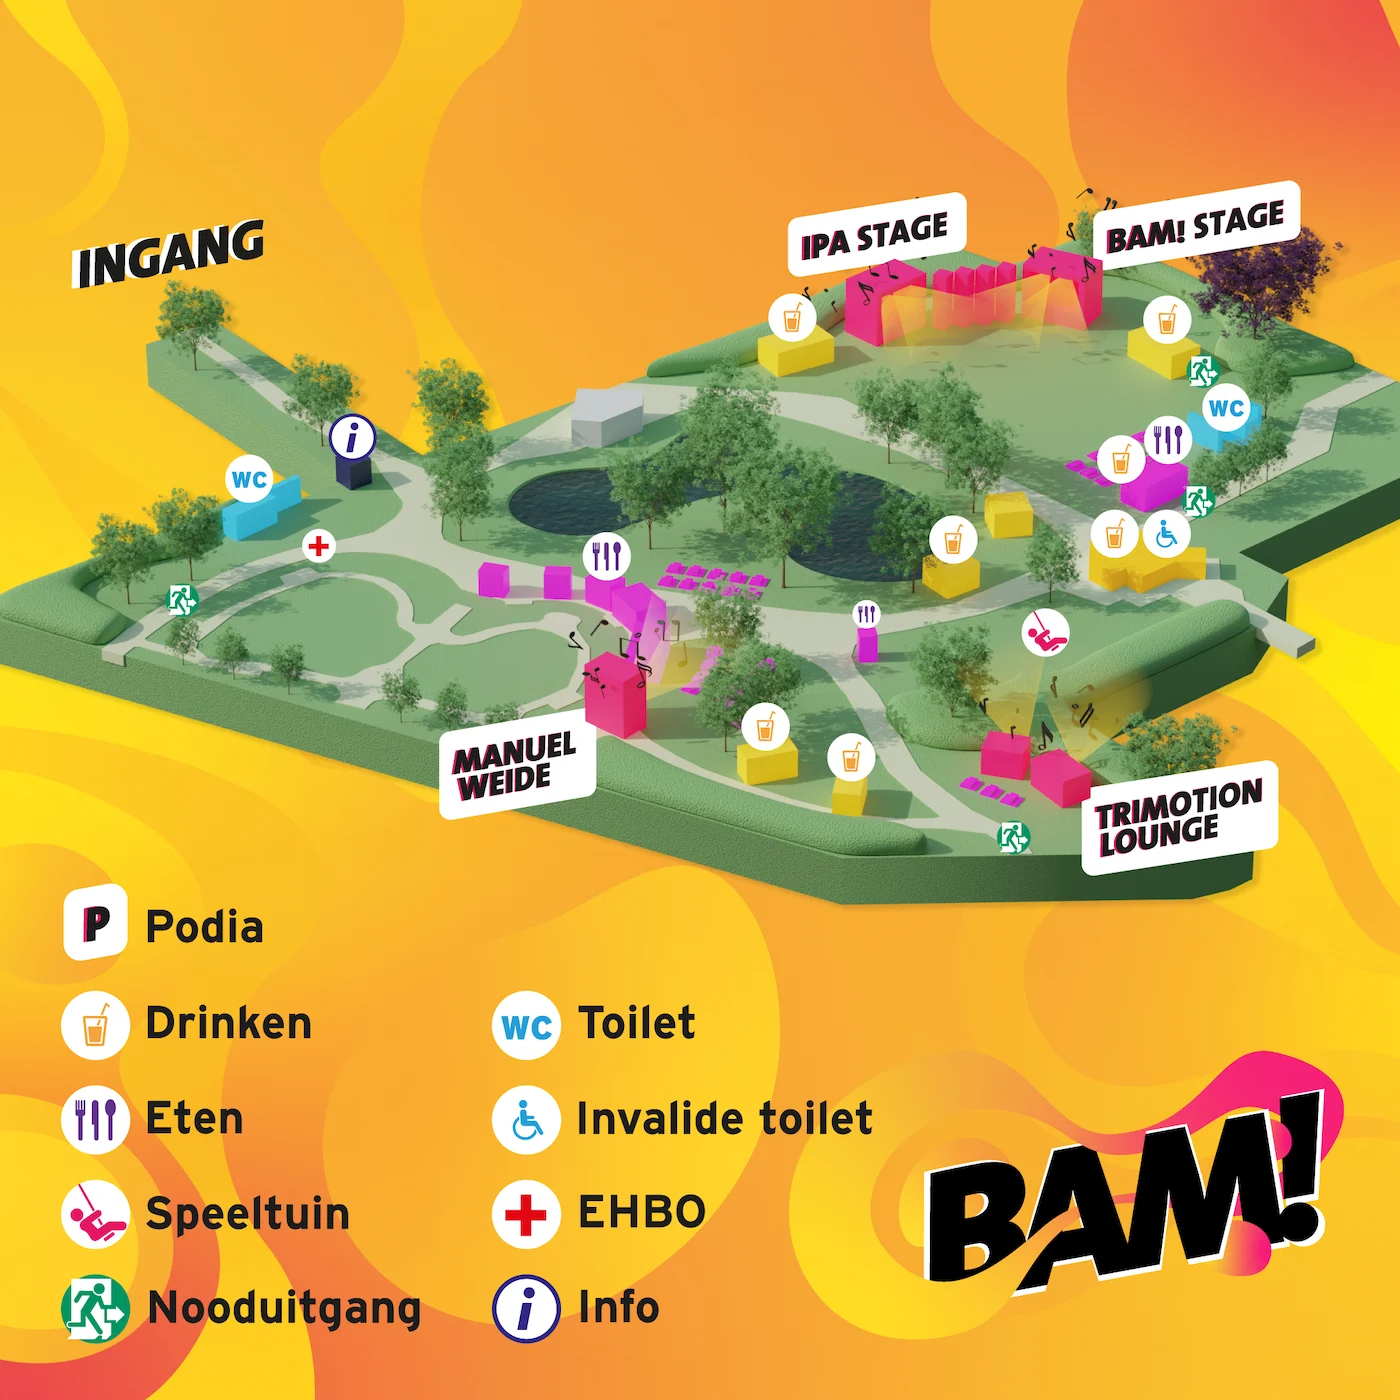 INGANG
IPA STAGE
BAM! STAGE
WC
i
WC
MANUEL
WEIDE
TRIMOTION
LOUNGE
P Podia
Drinken
Eten
Speeltuin
Nooduitgang
WC Toilet
Invalide toilet
EHBO
i Info
BAM!